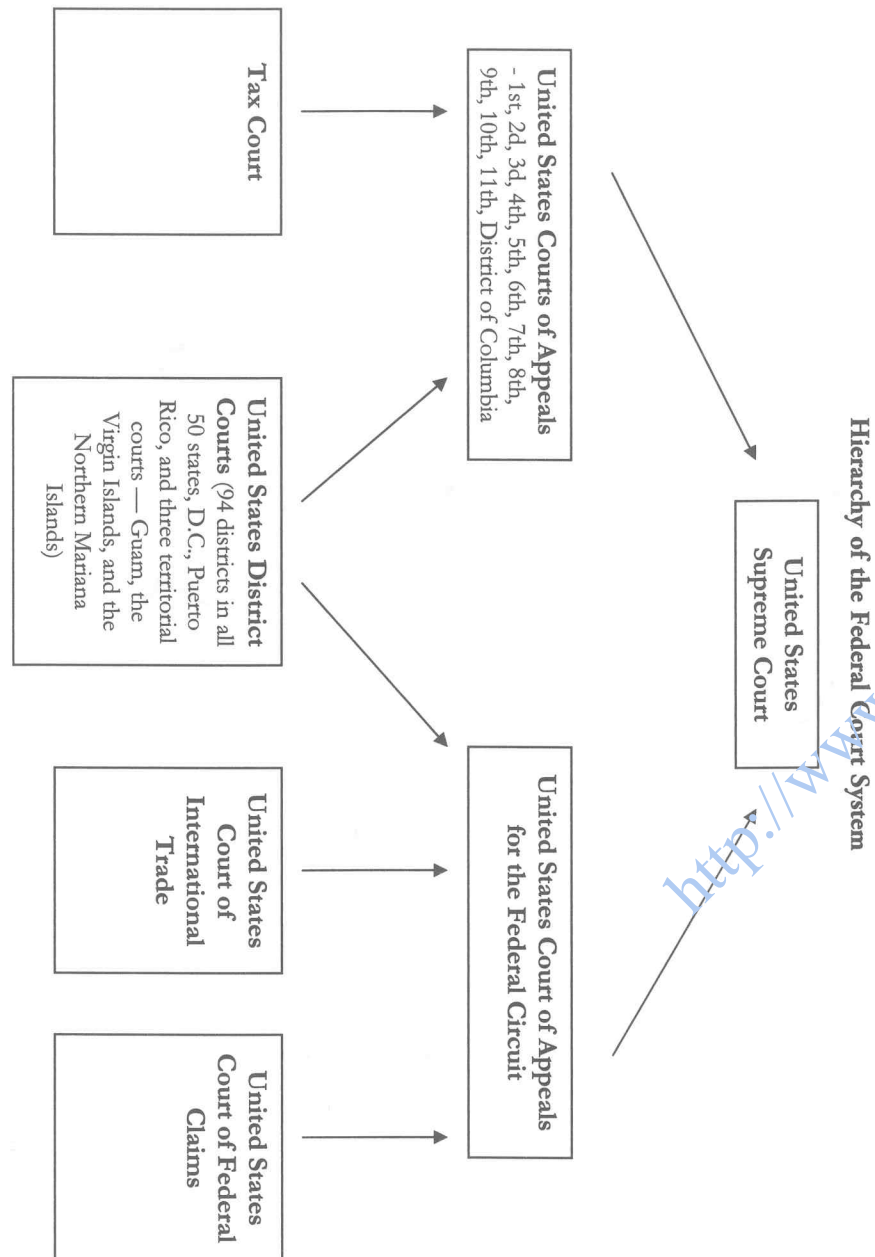 Hierarchy of the Federal Court System
United States
Supreme Court
United States Courts of Appeals
- 1st, 2d, 3d, 4th, 5th, 6th, 7th, 8th,
9th, 10th, 11th, District of Columbia
United States Court of Appeals
for the Federal Circuit
Tax Court
United States District
Courts (94 districts in all
50 states, D.C., Puerto
Rico, and three territorial
courts — Guam, the
Virgin Islands, and the
Northern Mariana
Islands)
United States
Court of
International
Trade
United States
Court of Federal
Claims
http://www